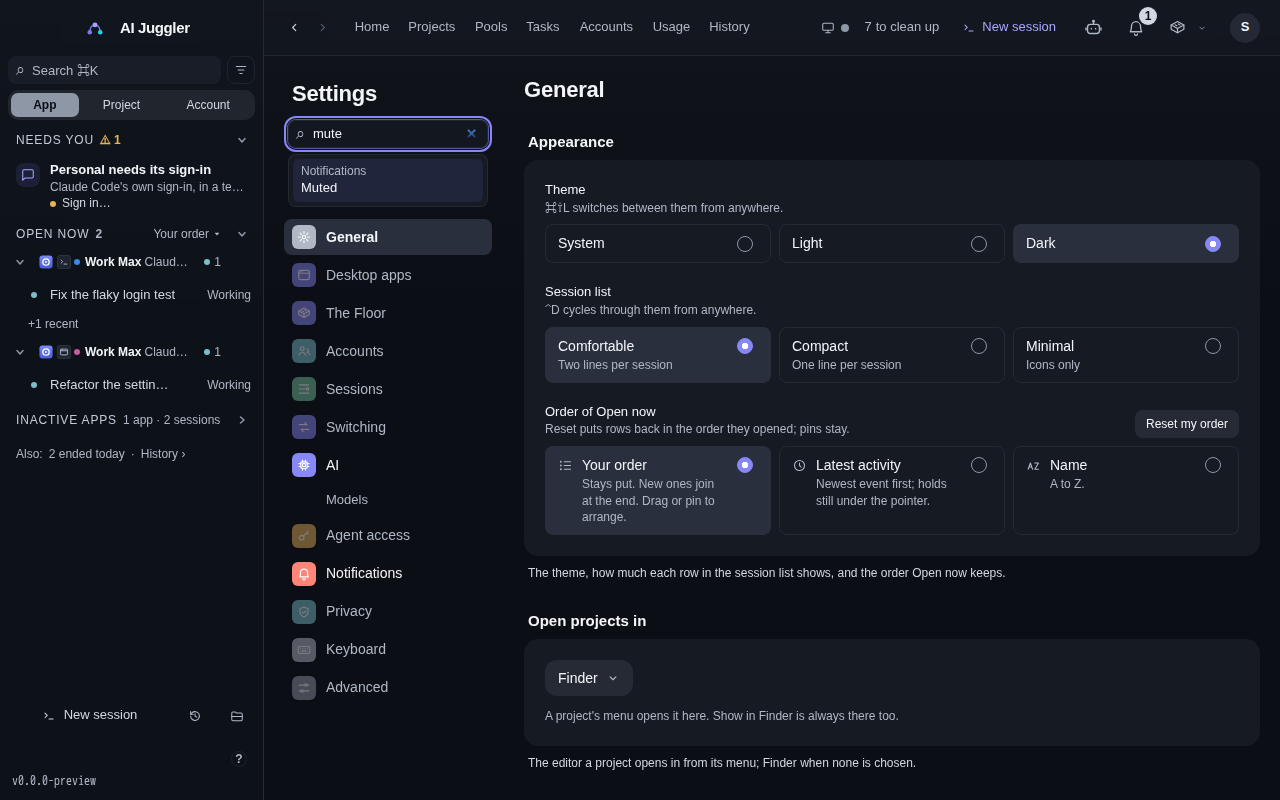 AI Juggler
Search ⌘K
App Project Account
NEEDS YOU 1
Personal needs its sign-in
Claude Code's own sign-in, in a te…
Sign in…
OPEN NOW 2 Your order
Work Max Claud… 1
Fix the flaky login test Working
+1 recent
Work Max Claud… 1
Refactor the settin… Working
INACTIVE APPS 1 app · 2 sessions
Also: 2 ended today · History ›
New session
?
v0.0.0-preview
Home Projects Pools Tasks Accounts Usage History
7 to clean up
New session
1
S
Settings
mute
Notifications
Muted
General
Desktop apps
The Floor
Accounts
Sessions
Switching
AI
Models
Agent access
Notifications
Privacy
Keyboard
Advanced
General
Appearance
Theme
⌘⇧L switches between them from anywhere.
System Light Dark
Session list
^D cycles through them from anywhere.
Comfortable
Two lines per session
Compact
One line per session
Minimal
Icons only
Order of Open now
Reset puts rows back in the order they opened; pins stay.
Reset my order
Your order
Stays put. New ones join
at the end. Drag or pin to
arrange.
Latest activity
Newest event first; holds
still under the pointer.
AZ Name
A to Z.
The theme, how much each row in the session list shows, and the order Open now keeps.
Open projects in
Finder
A project's menu opens it here. Show in Finder is always there too.
The editor a project opens in from its menu; Finder when none is chosen.